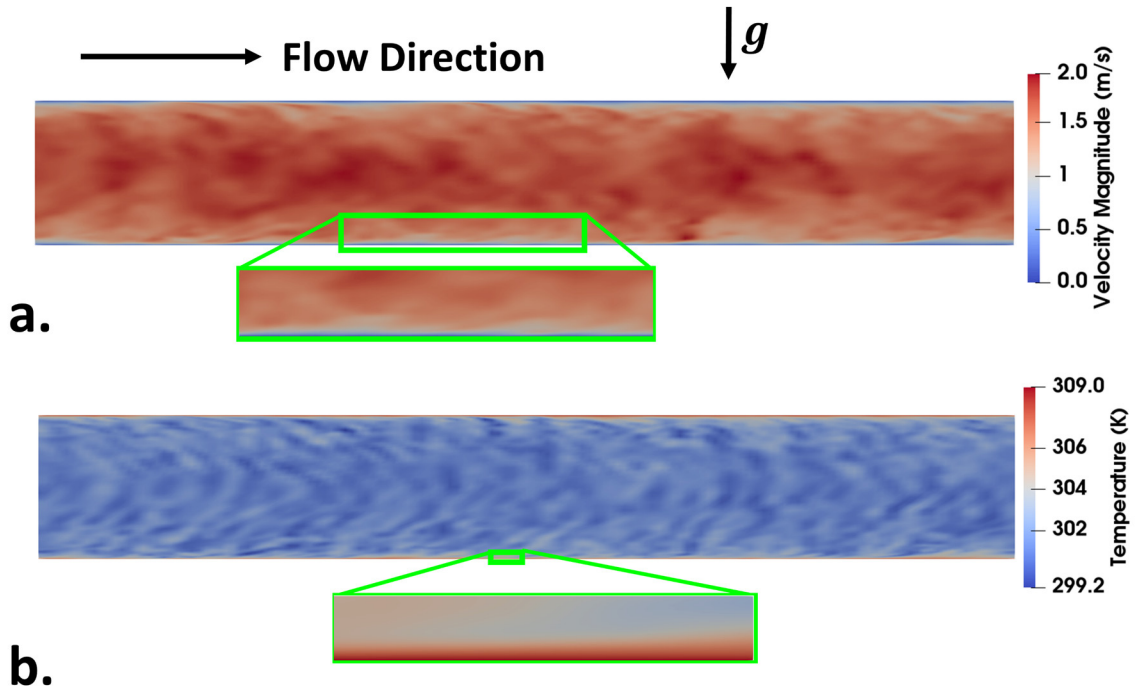 g
Flow Direction
2.0
1.5
1
0.5
0.0
Velocity Magnitude (m/s)
a.
309.0
306
304
302
299.2
Temperature (K)
b.